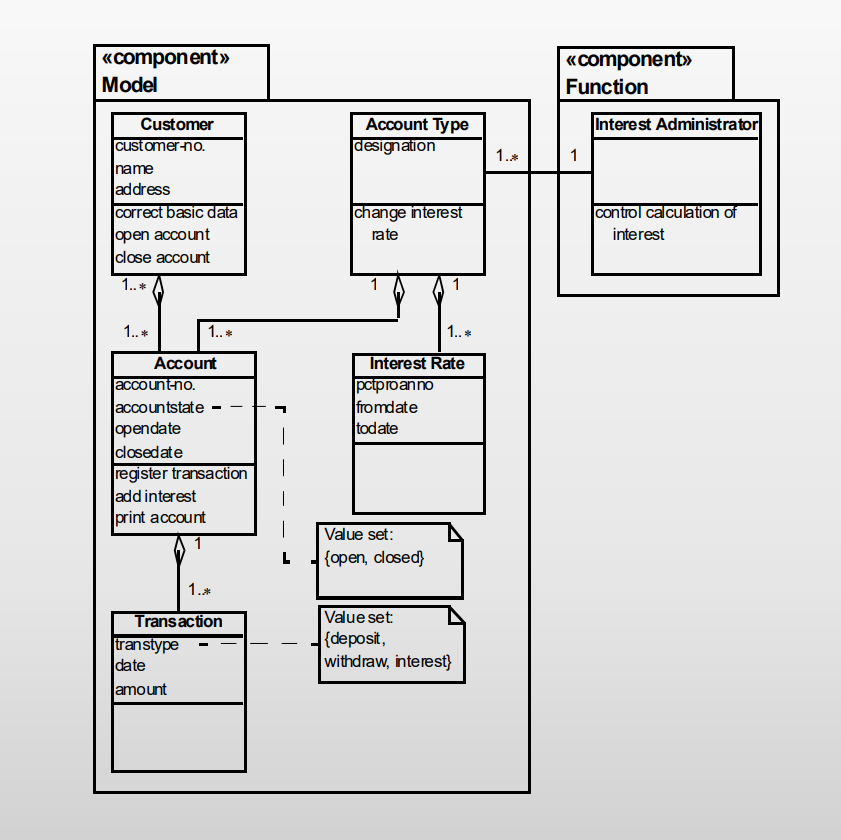 «component»
Model
«component»
Function
Customer
customer-no.
name
address
correct basic data
open account
close account
Account Type
designation
change interest
rate
1..*
1
Interest Administrator
control calculation of
interest
1..*
1
1
1..*
1..*
1..*
Account
account-no.
accountstate
opendate
closedate
register transaction
add interest
print account
Interest Rate
pctproanno
fromdate
todate
Value set:
{open, closed}
1
1..*
Transaction
transtype
date
amount
Value set:
{deposit,
withdraw, interest}